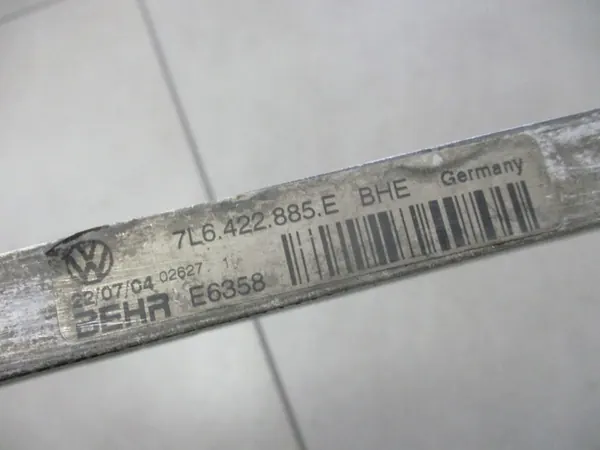 7L6.422.885.E BHE Germany
22/07/04 02627 1
BEHR E6358